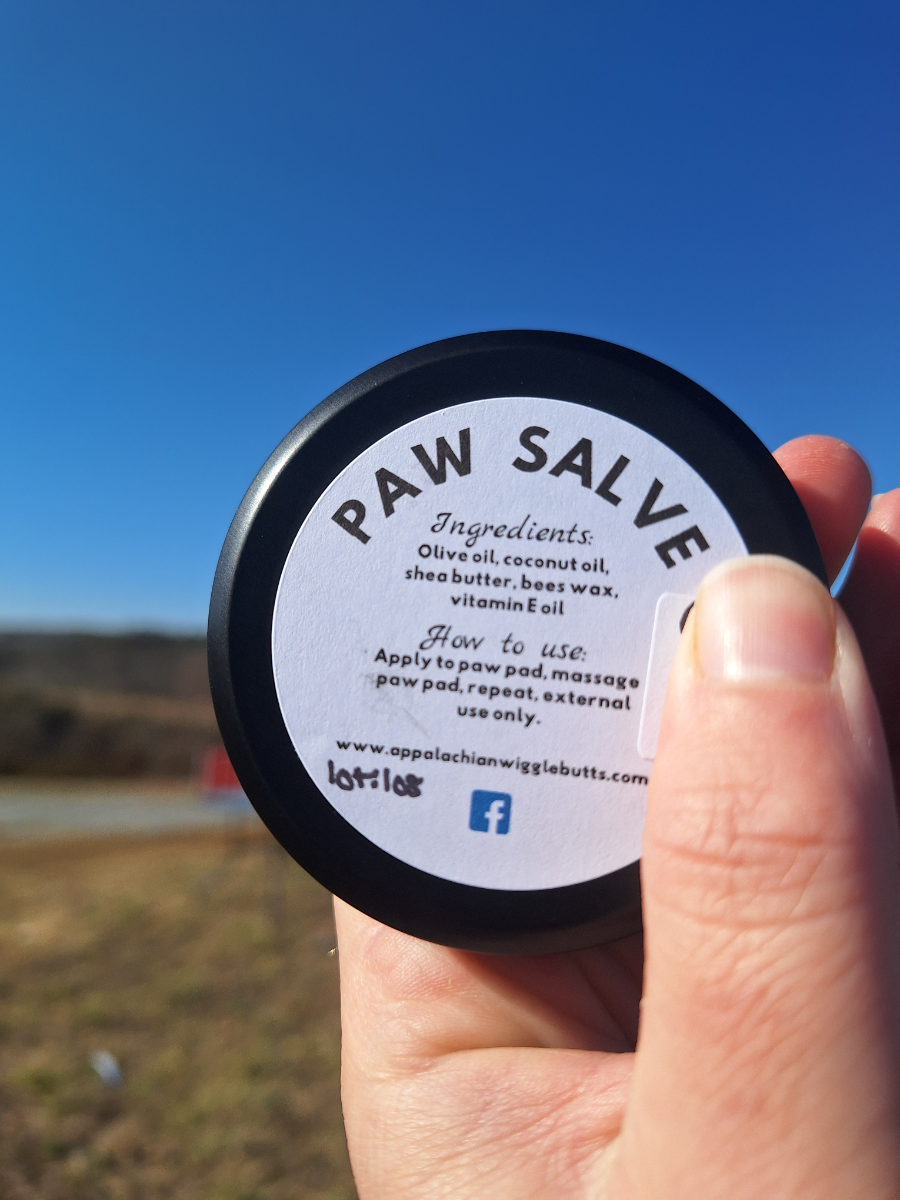 PAW SALVE
Ingredients:
Olive oil, coconut oil,
shea butter, bees wax,
vitamin E oil
How to use:
Apply to paw pad, massage
paw pad, repeat, external
use only.
www.appalachianwigglebutts.com
lot:108
f